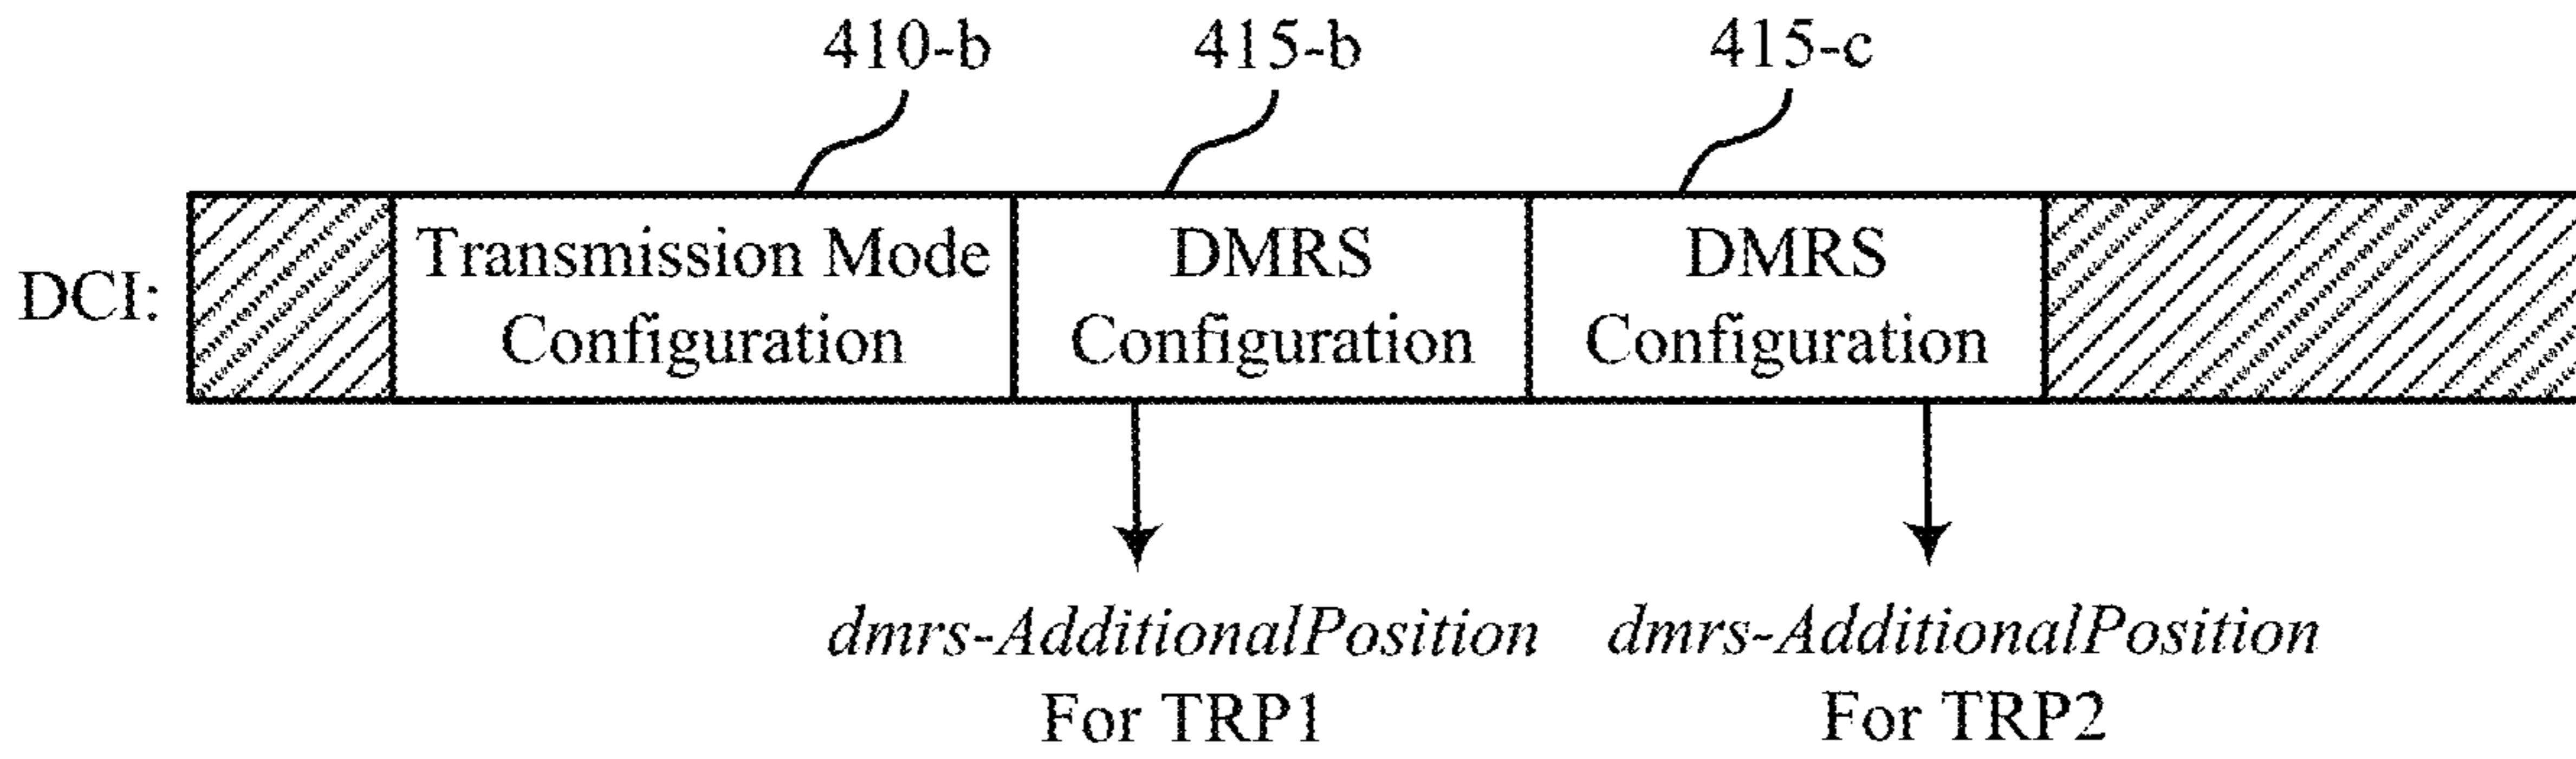 410-b 415-b 415-c
DCI:
Transmission Mode
Configuration
DMRS
Configuration
DMRS
Configuration
dmrs-AdditionalPosition
For TRP1
dmrs-AdditionalPosition
For TRP2